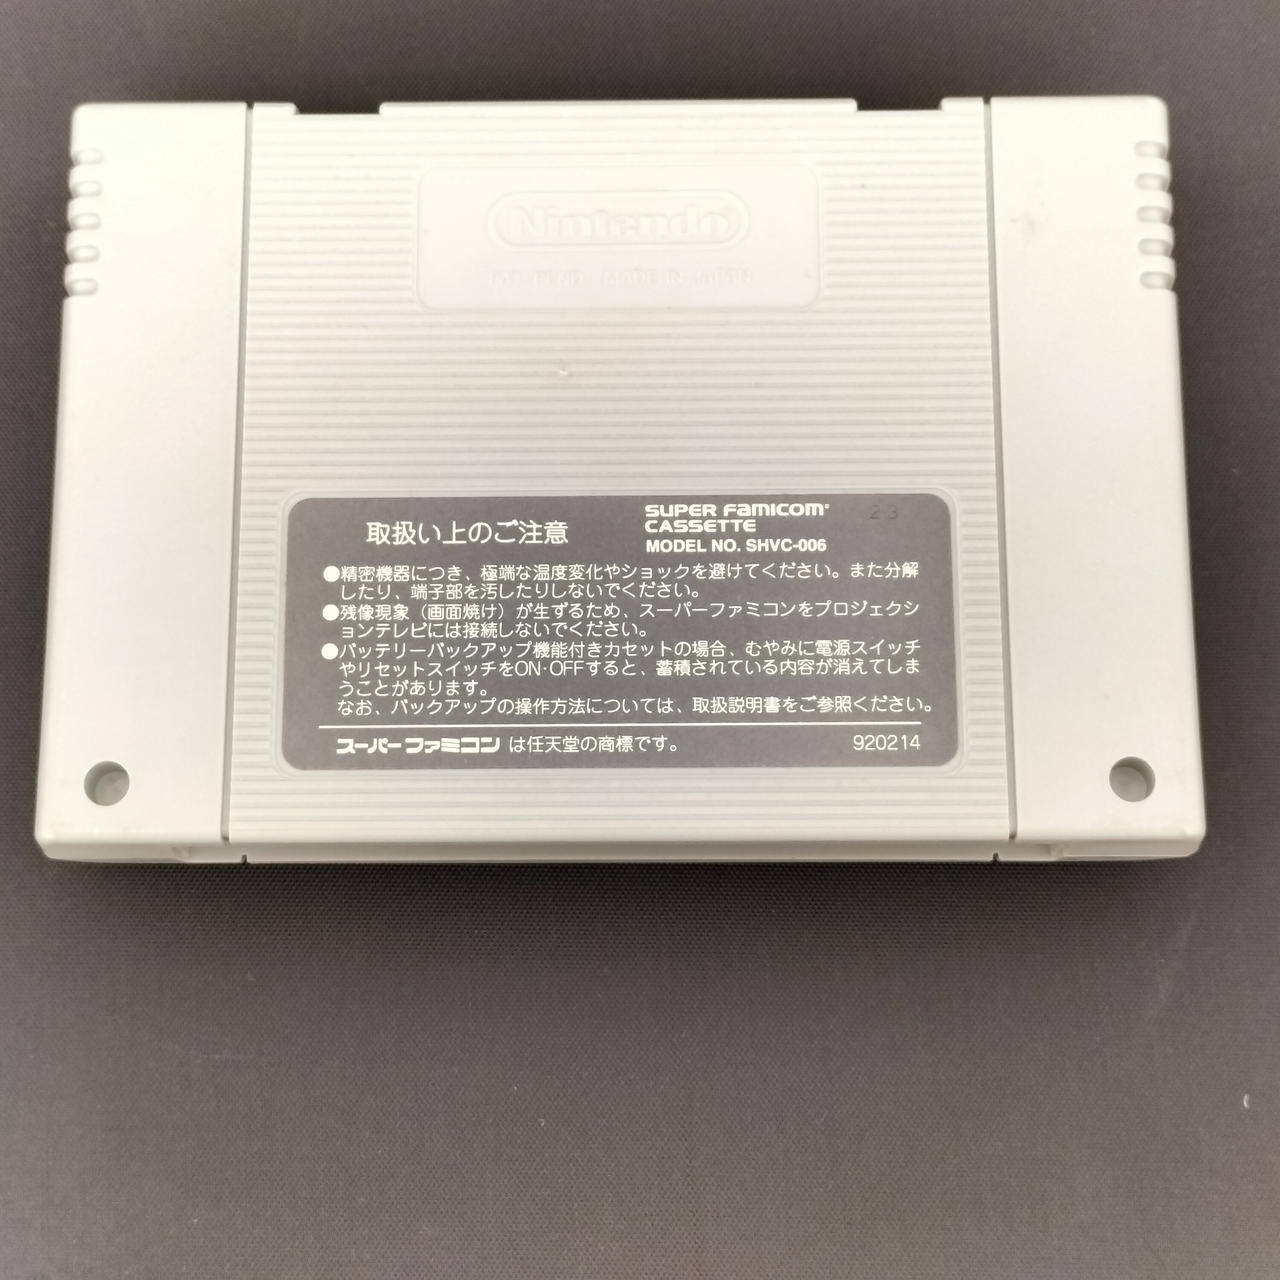 Nintendo
PAT. PEND. MADE IN JAPAN
取扱い上のご注意
SUPER FAMICOM
CASSETTE
MODEL NO. SHVC-006
23
●精密機器につき、極端な温度変化やショックを避けてください。また分解
したり、端子部を汚したりしないでください。
●残像現象（画面焼け）が生ずるため、スーパーファミコンをプロジェクシ
ョンテレビには接続しないでください。
●バッテリーバックアップ機能付きカセットの場合、むやみに電源スイッチ
やリセットスイッチをON·OFFすると、蓄積されている内容が消えてしま
うことがあります。
なお、バックアップの操作方法については、取扱説明書をご参照ください。
スーパーファミコン は任天堂の商標です。
920214